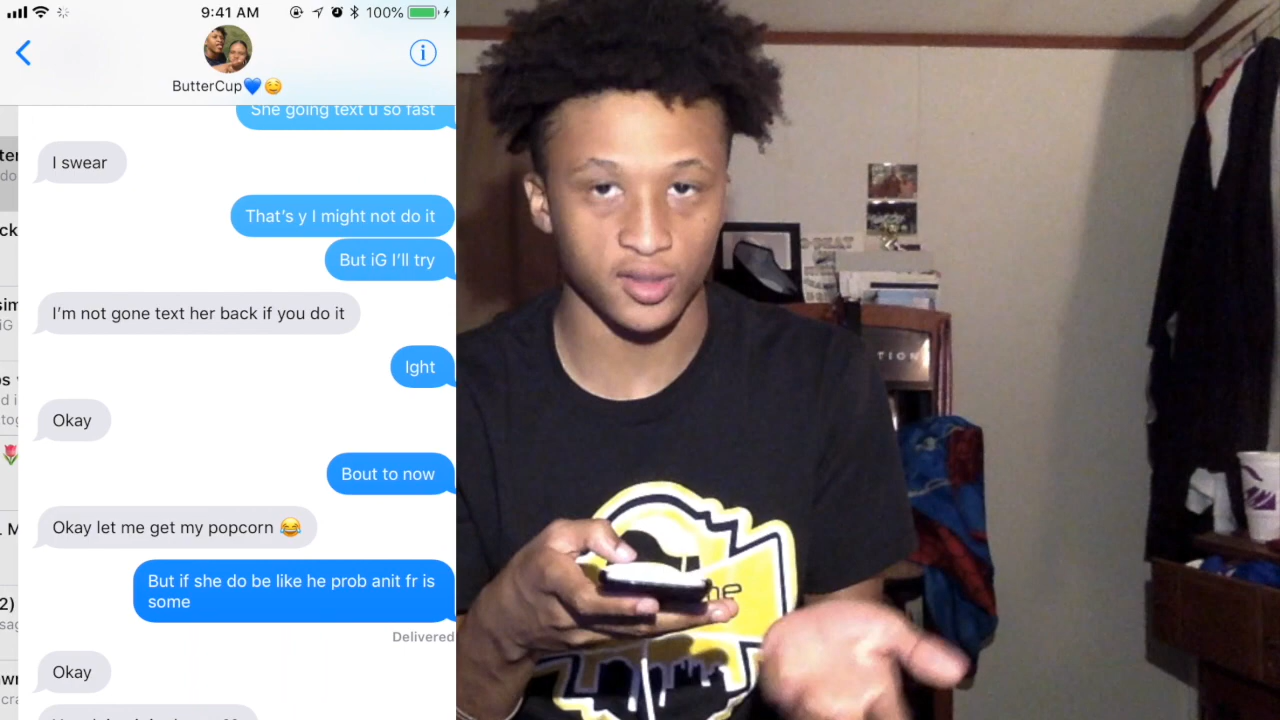 9:41 AM
100%
ButterCup💙😌
She going text u so fast
I swear
That's y I might not do it
But iG I'll try
I'm not gone text her back if you do it
Ight
Okay
Bout to now
Okay let me get my popcorn 😂
But if she do be like he prob anit fr is
some
Delivered
Okay